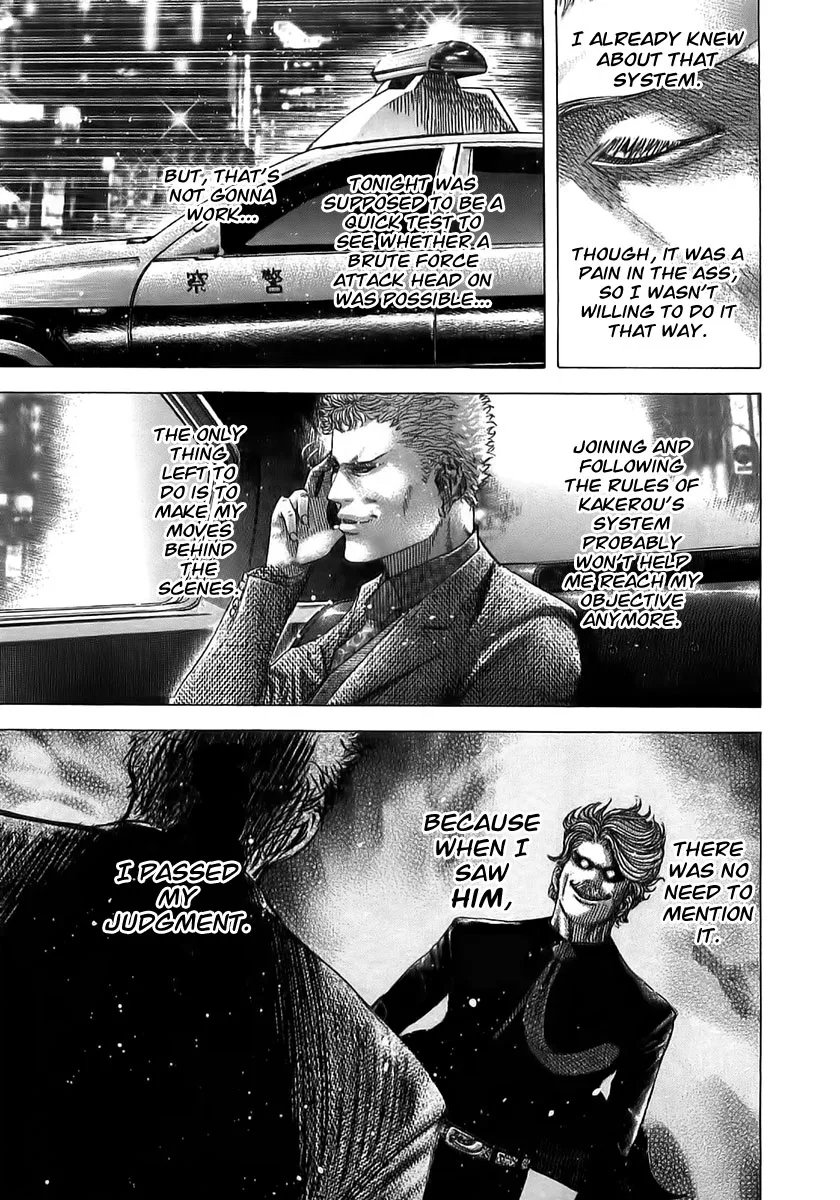 I ALREADY KNEW
ABOUT THAT
SYSTEM.
THOUGH, IT WAS A
PAIN IN THE ASS,
SO I WASN'T
WILLING TO DO IT
THAT WAY.
TONIGHT WAS
SUPPOSED TO BE A
QUICK TEST TO
SEE WHETHER A
BRUTE FORCE
ATTACK HEAD ON
WAS POSSIBLE...
BUT, THAT'S
NOT GONNA
WORK...
察 警
JOINING AND
FOLLOWING
THE RULES OF
KAKEROU'S
SYSTEM
PROBABLY
WON'T HELP
ME REACH MY
OBJECTIVE
ANYMORE.
THE ONLY
THING
LEFT TO
DO IS TO
MAKE MY
MOVES
BEHIND
THE
SCENES.
THERE
WAS NO
NEED TO
MENTION
IT.
BECAUSE
WHEN I
SAW
HIM,
I PASSED
MY
JUDGMENT.